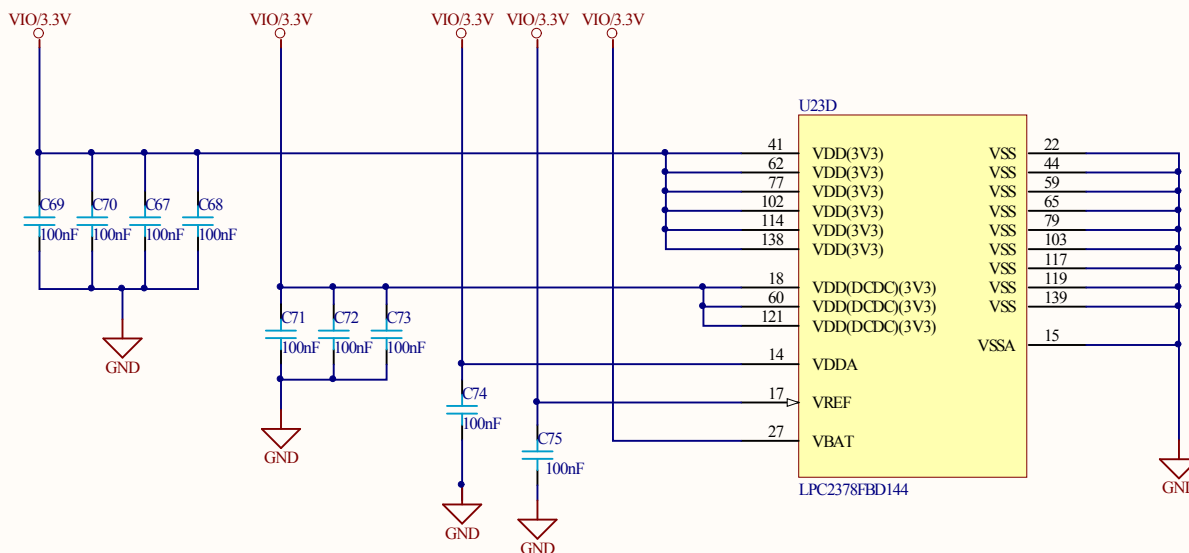 VIO/3.3V VIO/3.3V VIO/3.3V VIO/3.3V VIO/3.3V
U23D
41 VDD(3V3) VSS 22
62 VDD(3V3) VSS 44
77 VDD(3V3) VSS 59
102 VDD(3V3) VSS 65
114 VDD(3V3) VSS 79
138 VDD(3V3) VSS 103
VSS 117
18 VDD(DCDC)(3V3) VSS 119
60 VDD(DCDC)(3V3) VSS 139
121 VDD(DCDC)(3V3)
VSSA 15
14 VDDA
17 VREF
27 VBAT
LPC2378FBD144
C69 C70 C67 C68
100nF 100nF 100nF 100nF
GND
C71 C72 C73
100nF 100nF 100nF
GND
C74
100nF
GND
C75
100nF
GND
GND